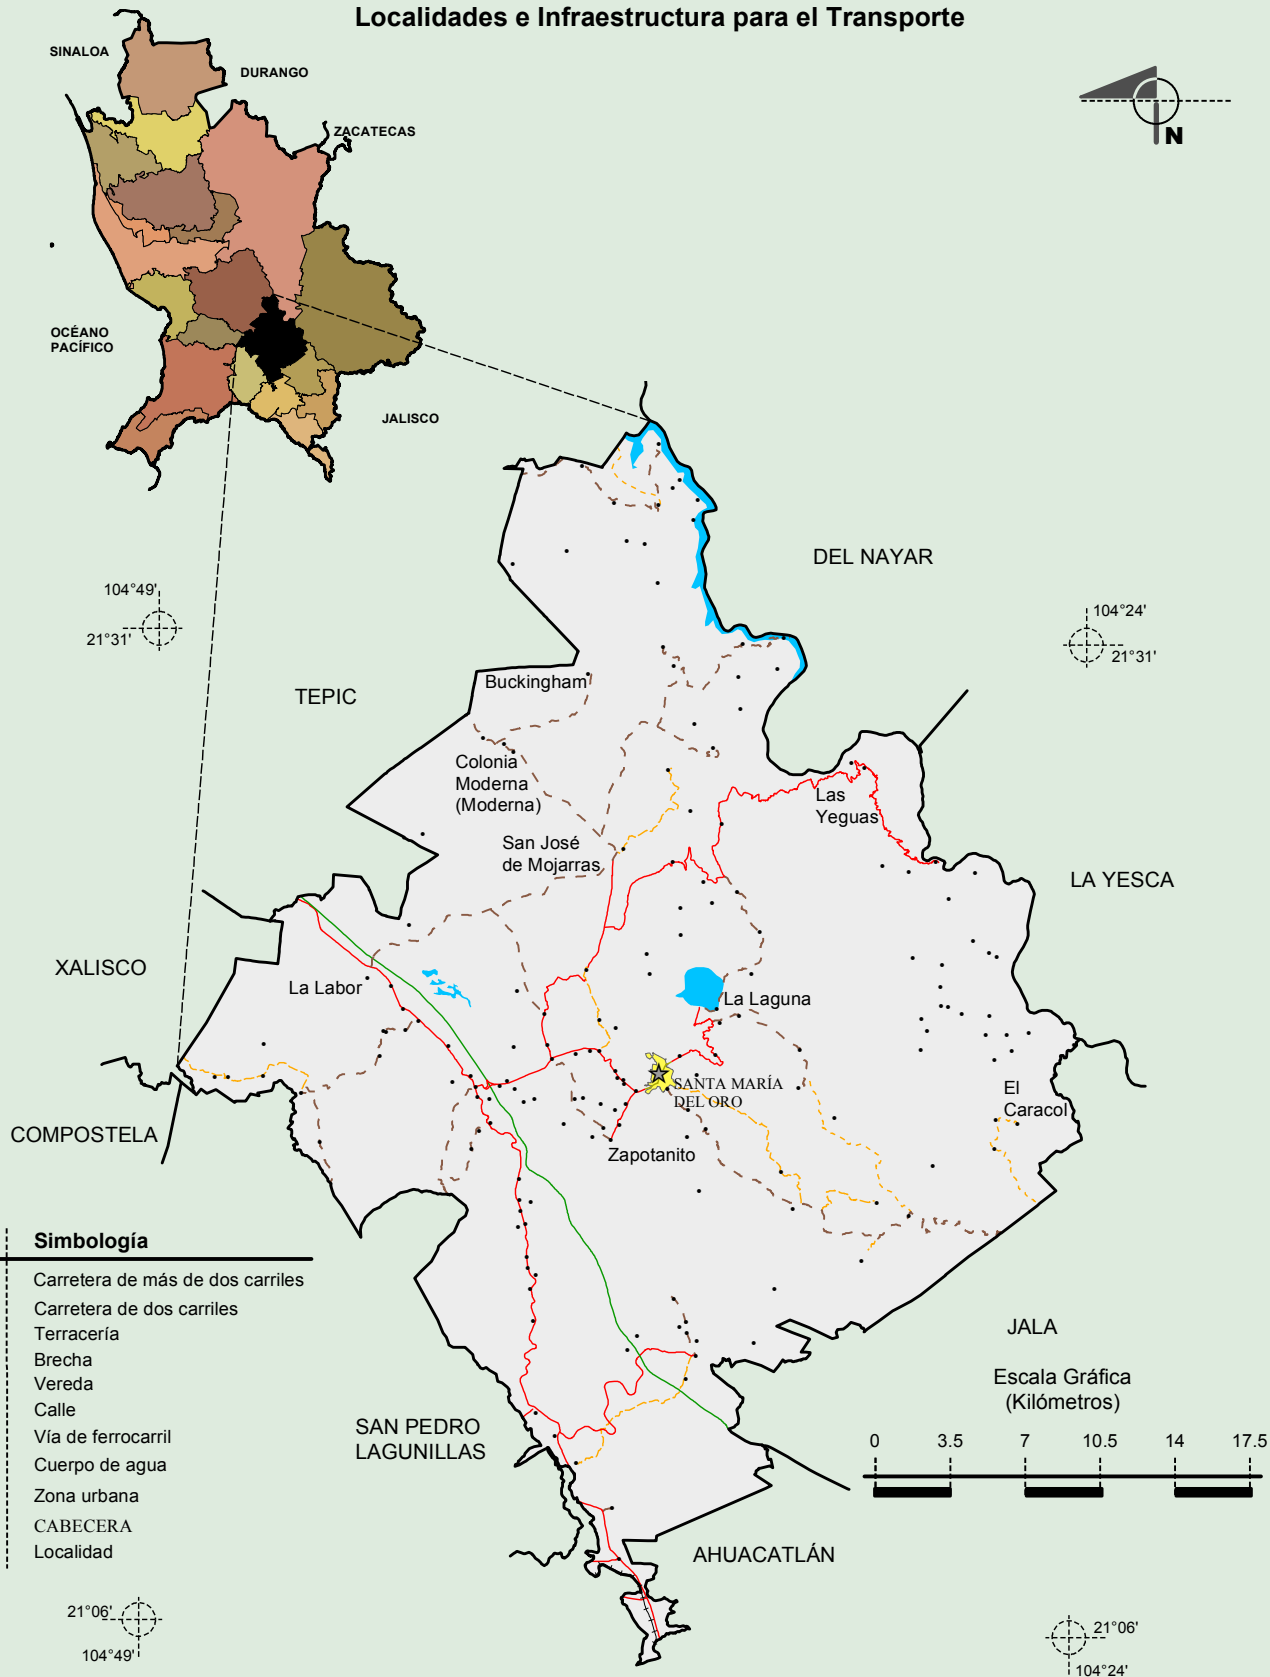 Localidades e Infraestructura para el Transporte
SINALOA
DURANGO
ZACATECAS
N
OCÉANO
PACÍFICO
JALISCO
DEL NAYAR
104°49'
21°31'
104°24'
21°31'
TEPIC
Buckingham
Colonia
Moderna
(Moderna)
Las
Yeguas
San José
de Mojarras
LA YESCA
XALISCO
La Labor
La Laguna
SANTA MARÍA
DEL ORO
El
Caracol
COMPOSTELA
Zapotanito
Simbología
Carretera de más de dos carriles
Carretera de dos carriles
Terracería
Brecha
Vereda
Calle
Vía de ferrocarril
Cuerpo de agua
Zona urbana
CABECERA
Localidad
JALA
Escala Gráfica
(Kilómetros)
0 3.5 7 10.5 14 17.5
SAN PEDRO
LAGUNILLAS
AHUACATLÁN
21°06'
104°49'
21°06'
104°24'